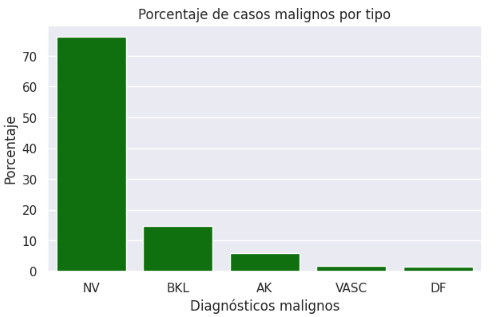 Porcentaje de casos malignos por tipo
Porcentaje
70
60
50
40
30
20
10
0
NV BKL AK VASC DF
Diagnósticos malignos